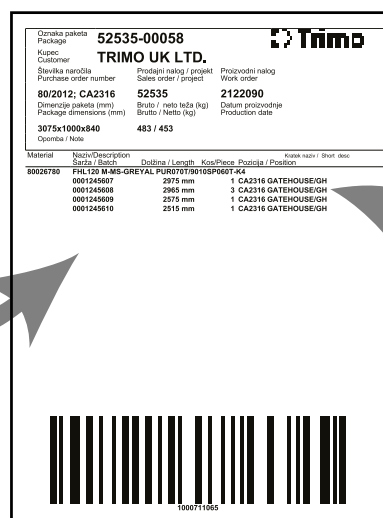 Oznaka paketa
Package
52535-00058
Trimo
Kupec
Customer
TRIMO UK LTD.
Številka naročila
Purchase order number
Prodajni nalog / projekt
Sales order / project
Proizvodni nalog
Work order
80/2012; CA2316
52535
2122090
Dimenzije paketa (mm)
Package dimensions (mm)
Bruto / neto teža (kg)
Brutto / Netto (kg)
Datum proizvodnje
Production date
3075x1000x840
483 / 453
Opomba / Note
Material Naziv/Description Kratek naziv / Short desc
Šarža / Batch Dolžina / Length Kos/Piece Pozicija / Position
80026780 FHL120 M-MS-GREYAL PUR070T/9010SP060T-K4
0001245607 2975 mm 1 CA2316 GATEHOUSE/GH
0001245608 2965 mm 3 CA2316 GATEHOUSE/GH
0001245609 2575 mm 1 CA2316 GATEHOUSE/GH
0001245610 2515 mm 1 CA2316 GATEHOUSE/GH
1000711065